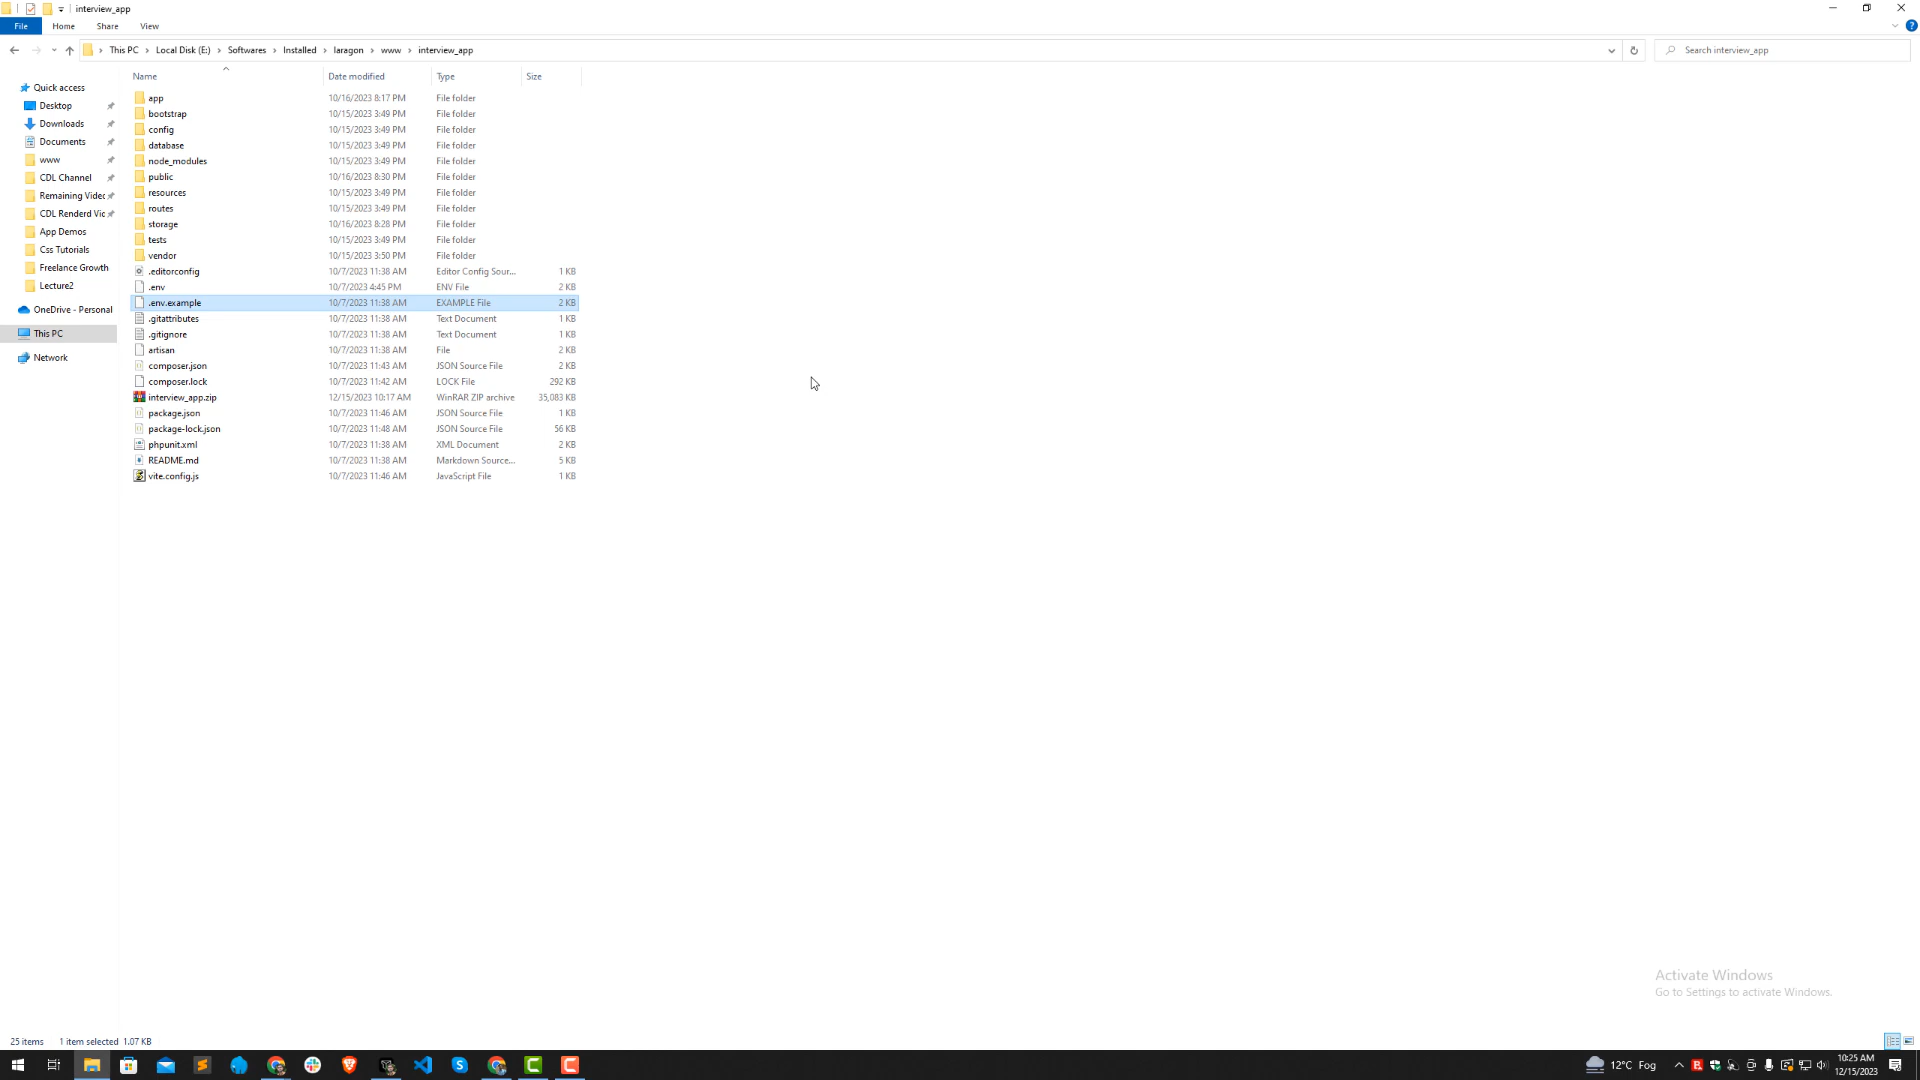 interview_app
File Home Share View
This PC Local Disk (E:) Softwares Installed laragon www interview_app Search interview_app
Name Date modified Type Size
Quick access
Desktop
Downloads
Documents
www
CDL Channel
Remaining Videc
CDL Renderd Vic
App Demos
Css Tutorials
Freelance Growth
Lecture2
OneDrive - Personal
This PC
Network
app 10/16/2023 8:17 PM File folder
bootstrap 10/15/2023 3:49 PM File folder
config 10/15/2023 3:49 PM File folder
database 10/15/2023 3:49 PM File folder
node_modules 10/15/2023 3:49 PM File folder
public 10/16/2023 8:30 PM File folder
resources 10/15/2023 3:49 PM File folder
routes 10/15/2023 3:49 PM File folder
storage 10/16/2023 8:28 PM File folder
tests 10/15/2023 3:49 PM File folder
vendor 10/15/2023 3:50 PM File folder
.editorconfig 10/7/2023 11:38 AM Editor Config Sour... 1 KB
.env 10/7/2023 4:45 PM ENV File 2 KB
.env.example 10/7/2023 11:38 AM EXAMPLE File 2 KB
.gitattributes 10/7/2023 11:38 AM Text Document 1 KB
.gitignore 10/7/2023 11:38 AM Text Document 1 KB
artisan 10/7/2023 11:38 AM File 2 KB
composer.json 10/7/2023 11:43 AM JSON Source File 2 KB
composer.lock 10/7/2023 11:42 AM LOCK File 292 KB
interview_app.zip 12/15/2023 10:17 AM WinRAR ZIP archive 35,083 KB
package.json 10/7/2023 11:46 AM JSON Source File 1 KB
package-lock.json 10/7/2023 11:48 AM JSON Source File 56 KB
phpunit.xml 10/7/2023 11:38 AM XML Document 2 KB
README.md 10/7/2023 11:38 AM Markdown Source... 5 KB
vite.config.js 10/7/2023 11:46 AM JavaScript File 1 KB
Activate Windows
Go to Settings to activate Windows.
25 items 1 item selected 1.07 KB
12°C Fog
10:25 AM
12/15/2023